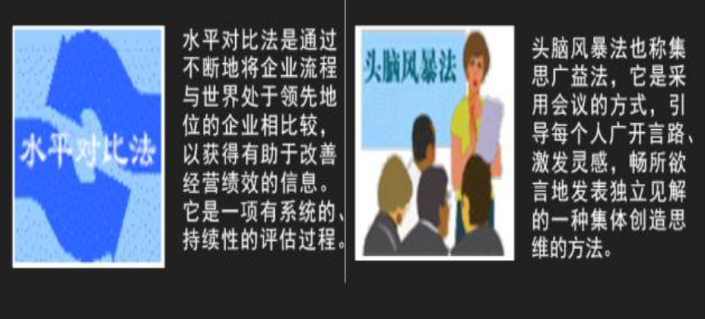 水平对比法
水平对比法是通过
不断地将企业流程
与世界处于领先地
位的企业相比较，
以获得有助于改善
经营绩效的信息。
它是一项有系统的、
持续性的评估过程。
头脑风暴法
头脑风暴法也称集
思广益法，它是采
用会议的方式，引
导每个人广开言路、
激发灵感，畅所欲
言地发表独立见解
的一种集体创造思
维的方法。